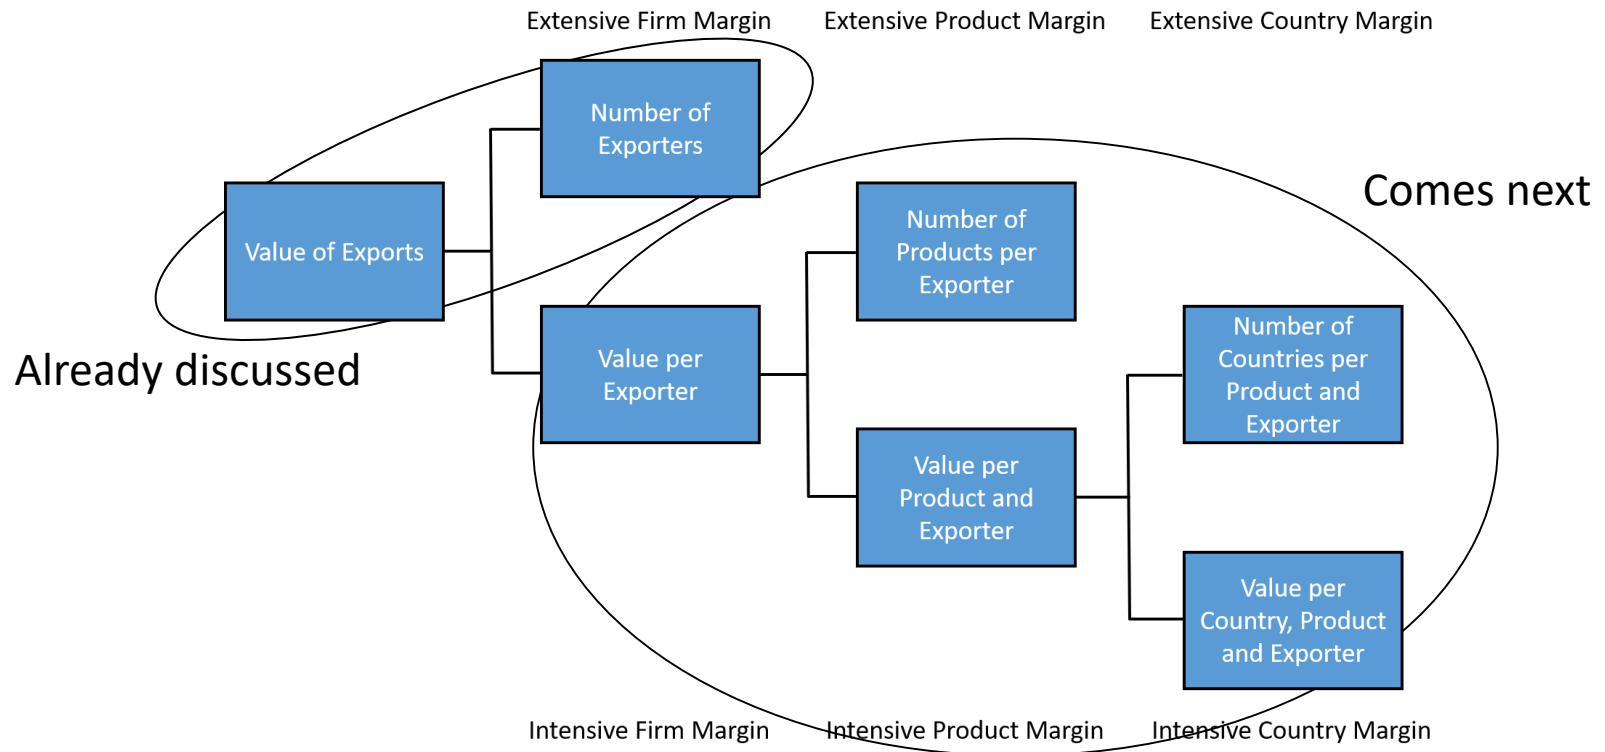 Extensive Firm Margin
Extensive Product Margin
Extensive Country Margin
Number of
Exporters
Comes next
Value of Exports
Number of
Products per
Exporter
Already discussed
Value per
Exporter
Number of
Countries per
Product and
Exporter
Value per
Product and
Exporter
Value per
Country, Product
and Exporter
Intensive Firm Margin
Intensive Product Margin
Intensive Country Margin